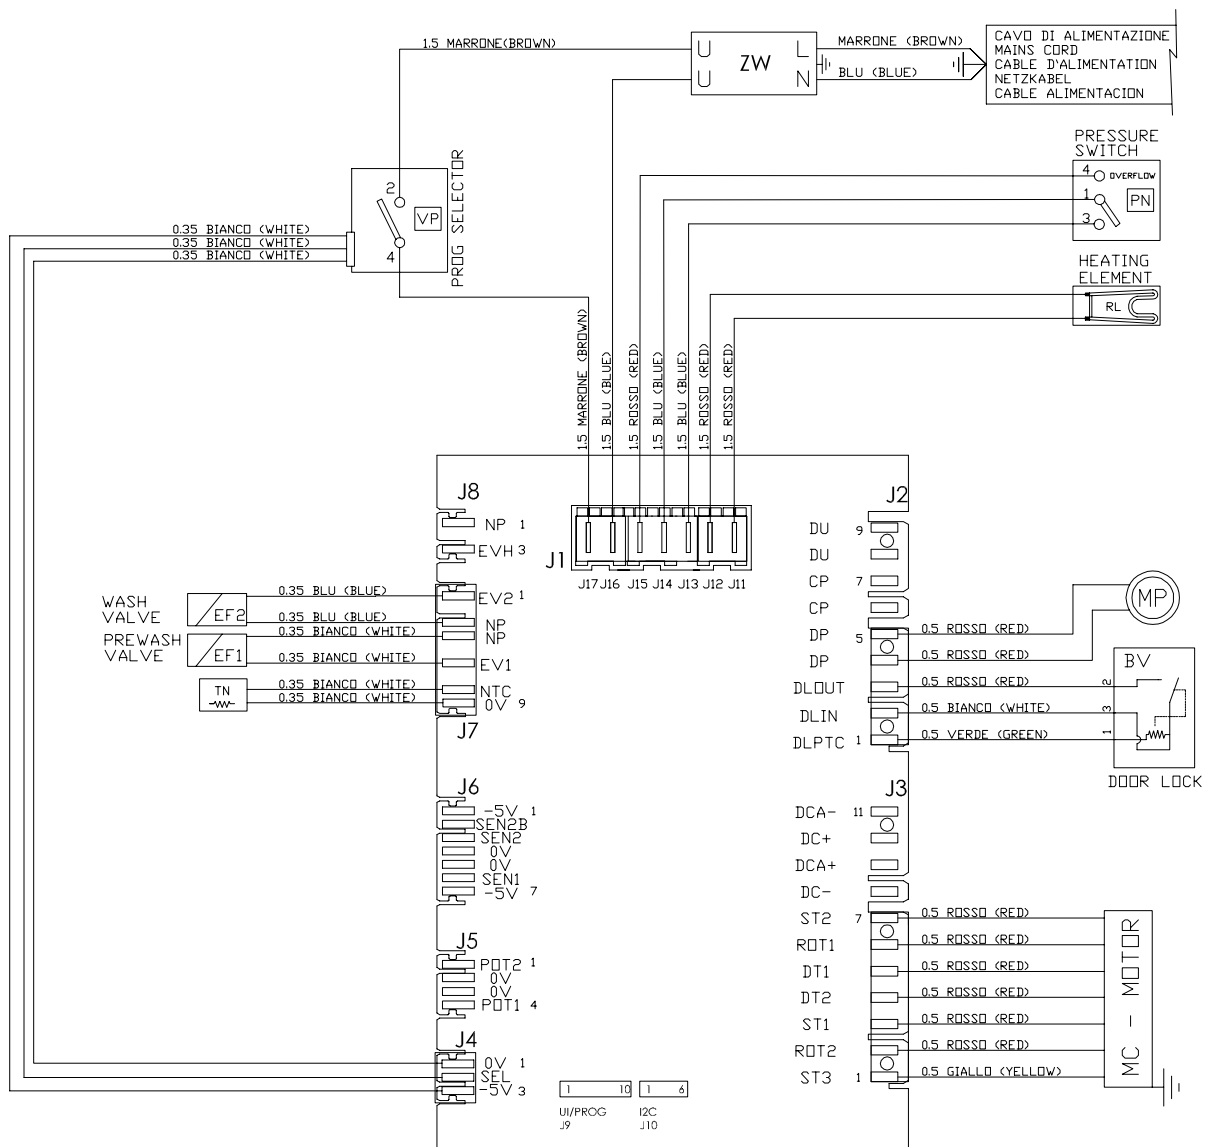 1.5 MARRONE(BROWN)
U
U
ZW
L
N
MARRONE (BROWN)
BLU (BLUE)
CAVO DI ALIMENTAZIONE
MAINS CORD
CABLE D'ALIMENTATION
NETZKABEL
CABLE ALIMENTACION
PRESSURE
SWITCH
4
OVERFLOW
1
PN
3
HEATING
ELEMENT
RL
2
VP
4
PROG SELECTOR
0.35 BIANCO (WHITE)
0.35 BIANCO (WHITE)
0.35 BIANCO (WHITE)
1.5 MARRONE (BROWN)
1.5 BLU (BLUE)
1.5 ROSSO (RED)
1.5 BLU (BLUE)
1.5 BLU (BLUE)
1.5 ROSSO (RED)
1.5 ROSSO (RED)
J1
J17
J16
J15
J14
J13
J12
J11
J8
NP 1
EVH 3
WASH
VALVE
EF2
0.35 BLU (BLUE)
0.35 BLU (BLUE)
PREWASH
VALVE
EF1
0.35 BIANCO (WHITE)
0.35 BIANCO (WHITE)
TN
0.35 BIANCO (WHITE)
0.35 BIANCO (WHITE)
EV2 1
NP
NP
EV1
NTC
0V 9
J7
J6
-5V 1
SEN2B
SEN2
0V
0V
SEN1
-5V 7
J5
POT2 1
0V
0V
POT1 4
J4
0V 1
SEL
-5V 3
J2
DU 9
DU
CP 7
CP
DP 5
DP
DLOUT
DLIN
DLPTC 1
0.5 ROSSO (RED)
0.5 ROSSO (RED)
0.5 ROSSO (RED)
0.5 BIANCO (WHITE)
0.5 VERDE (GREEN)
MP
BV
2
3
1
DOOR LOCK
J3
DCA- 11
DC+
DCA+
DC-
ST2 7
ROT1
DT1
DT2
ST1
ROT2
ST3 1
0.5 ROSSO (RED)
0.5 ROSSO (RED)
0.5 ROSSO (RED)
0.5 ROSSO (RED)
0.5 ROSSO (RED)
0.5 ROSSO (RED)
0.5 GIALLO (YELLOW)
MC - MOTOR
1 10
UI/PROG
J9
1 6
I2C
J10